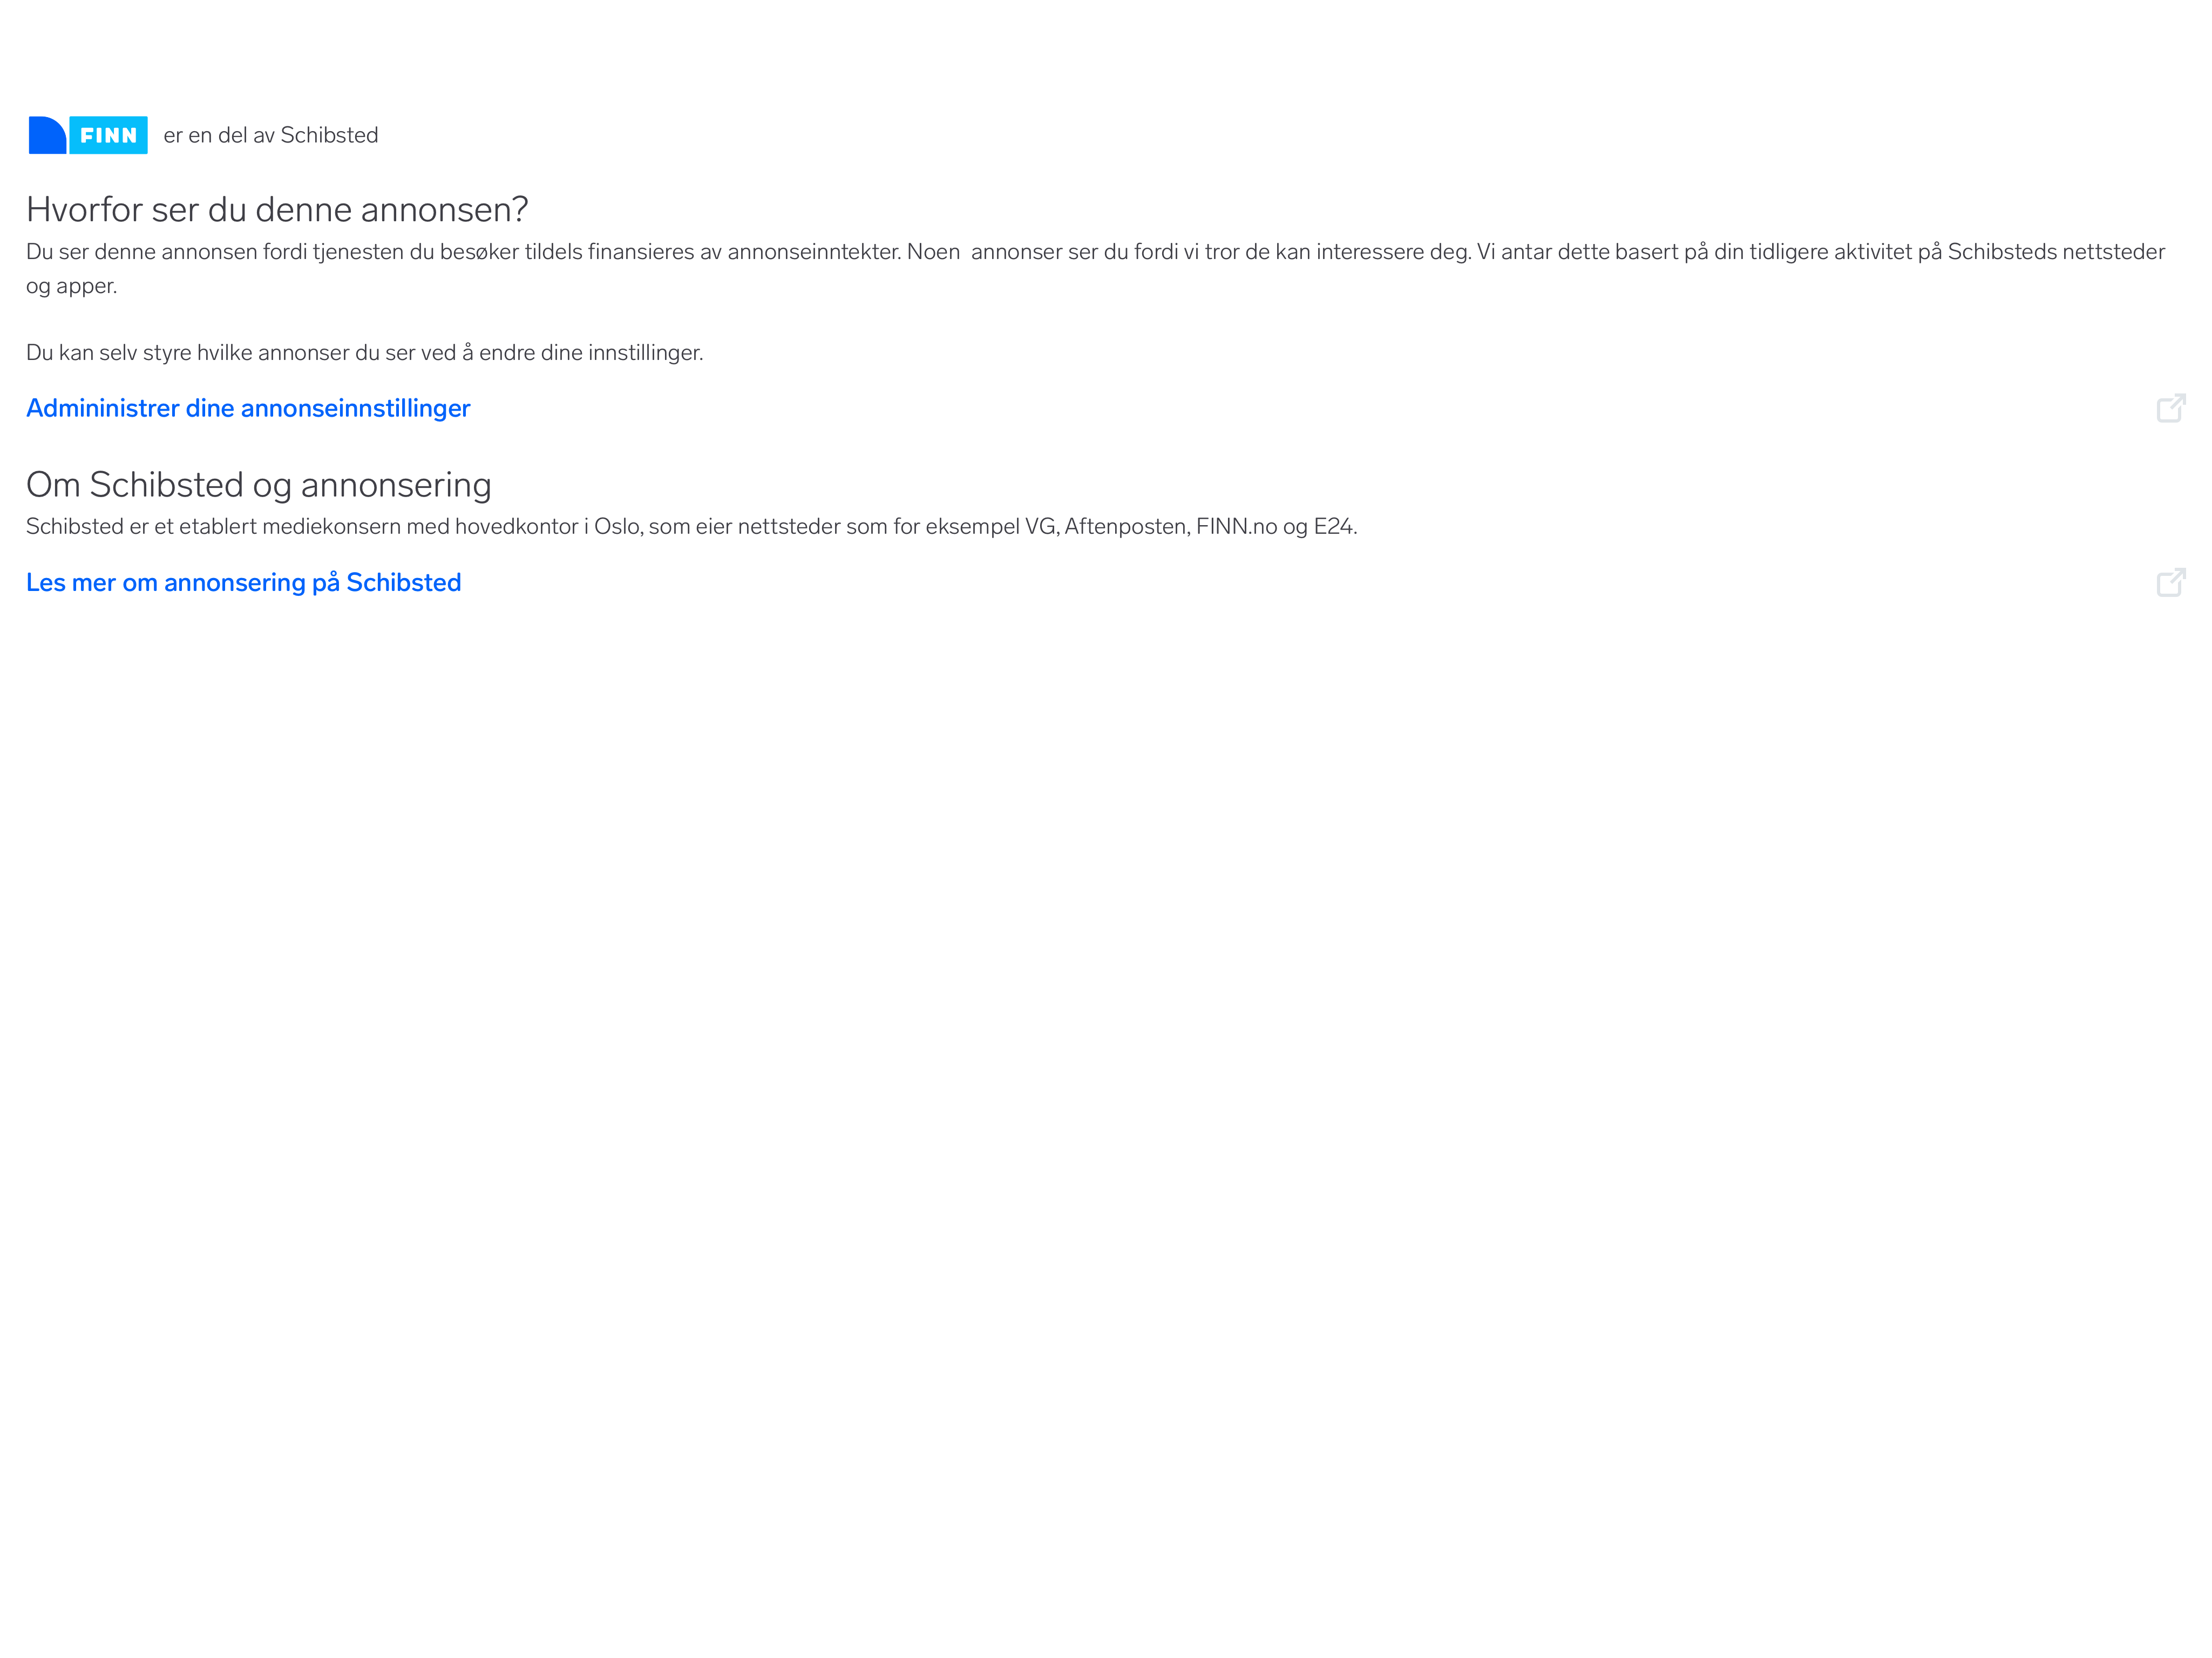 FINN er en del av Schibsted
Hvorfor ser du denne annonsen?
Du ser denne annonsen fordi tjenesten du besøker tildels finansieres av annonseinntekter. Noen  annonser ser du fordi vi tror de kan interessere deg. Vi antar dette basert på din tidligere aktivitet på Schibsteds nettsteder
og apper.
Du kan selv styre hvilke annonser du ser ved å endre dine innstillinger.
Admininistrer dine annonseinnstillinger
Om Schibsted og annonsering
Schibsted er et etablert mediekonsern med hovedkontor i Oslo, som eier nettsteder som for eksempel VG, Aftenposten, FINN.no og E24.
Les mer om annonsering på Schibsted